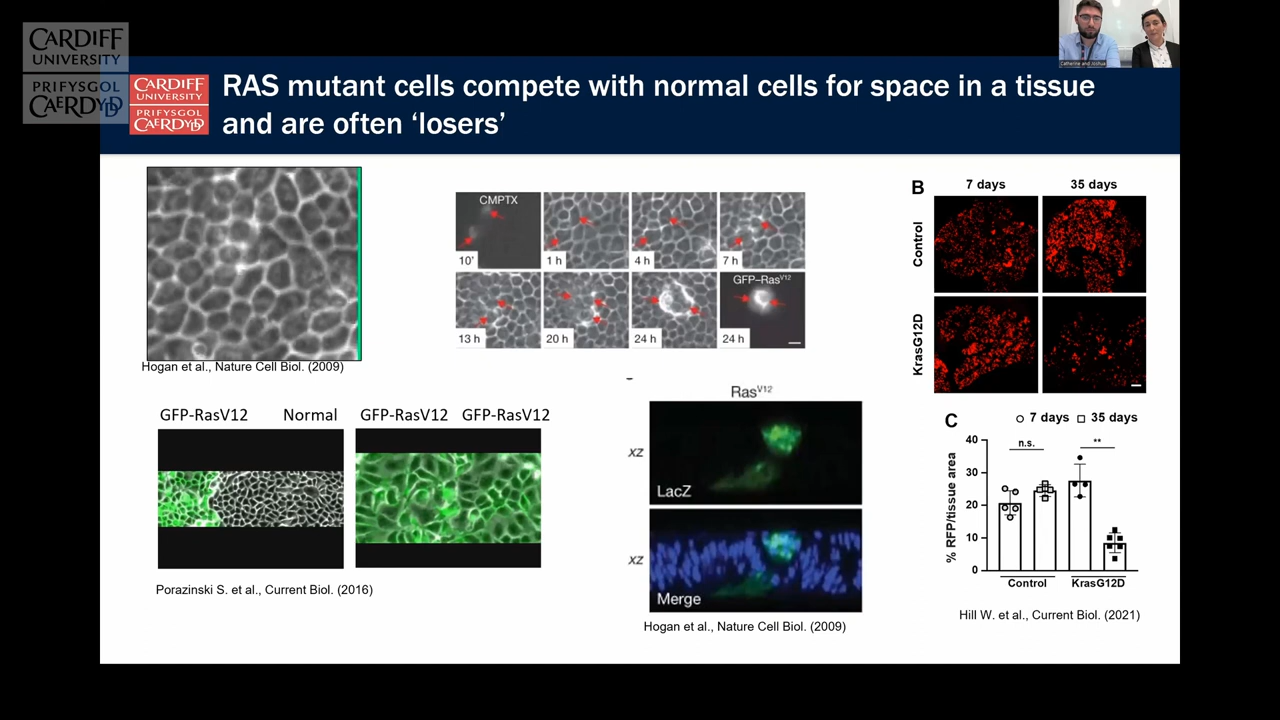 CARDIFF
UNIVERSITY
PRIFYSGOL
CAERDYDD
CARDIFF
UNIVERSITY
PRIFYSGOL
CAERDYDD
RAS mutant cells compete with normal cells for space in a tissue
and are often ‘losers’
Catherine and Joshua
Hogan et al., Nature Cell Biol. (2009)
CMPTX
10'
1 h
4 h
7 h
GFP–RasV12
13 h
20 h
24 h
24 h
B
7 days
35 days
Control
KrasG12D
GFP-RasV12
Normal
GFP-RasV12
GFP-RasV12
Porazinski S. et al., Current Biol. (2016)
RasV12
xz
LacZ
xz
Merge
Hogan et al., Nature Cell Biol. (2009)
C
7 days
35 days
% RFP/tissue area
40
30
20
10
0
n.s.
**
Control
KrasG12D
Hill W. et al., Current Biol. (2021)